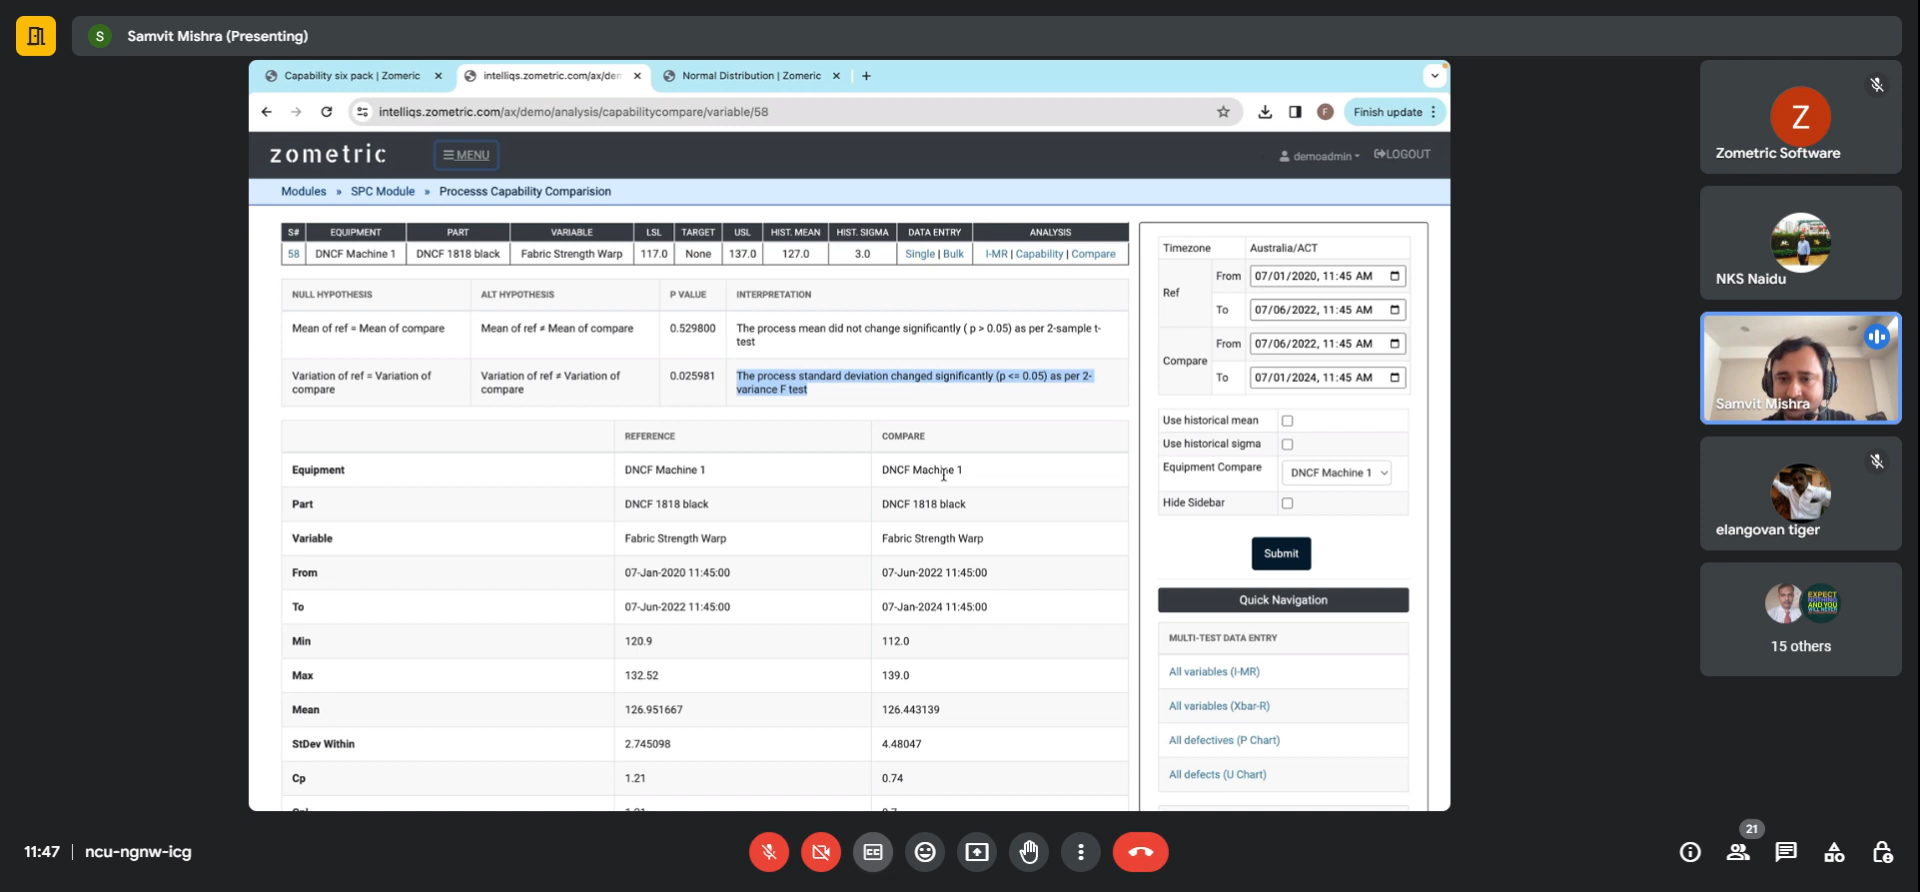 S Samvit Mishra (Presenting)
Capability six pack | Zomeric
intelliqs.zometric.com/ax/den
Normal Distribution | Zomeric
intelliqs.zometric.com/ax/demo/analysis/capabilitycompare/variable/58
F
Finish update
zometric
MENU
demoadmin
LOGOUT
Modules » SPC Module » Processs Capability Comparision
S# EQUIPMENT PART VARIABLE LSL TARGET USL HIST. MEAN HIST. SIGMA DATA ENTRY ANALYSIS
58 DNCF Machine 1 DNCF 1818 black Fabric Strength Warp 117.0 None 137.0 127.0 3.0 Single | Bulk I-MR | Capability | Compare
NULL HYPOTHESIS ALT HYPOTHESIS P VALUE INTERPRETATION
Mean of ref = Mean of compare Mean of ref ≠ Mean of compare 0.529800 The process mean did not change significantly ( p > 0.05) as per 2-sample t-
test
Variation of ref = Variation of Variation of ref ≠ Variation of 0.025981 The process standard deviation changed significantly (p <= 0.05) as per 2-
compare compare variance F test
REFERENCE COMPARE
Equipment DNCF Machine 1 DNCF Machine 1
Part DNCF 1818 black DNCF 1818 black
Variable Fabric Strength Warp Fabric Strength Warp
From 07-Jan-2020 11:45:00 07-Jun-2022 11:45:00
To 07-Jun-2022 11:45:00 07-Jan-2024 11:45:00
Min 120.9 112.0
Max 132.52 139.0
Mean 126.951667 126.443139
StDev Within 2.745098 4.48047
Cp 1.21 0.74
Timezone Australia/ACT
Ref
From 07/01/2020, 11:45 AM
To 07/06/2022, 11:45 AM
Compare
From 07/06/2022, 11:45 AM
To 07/01/2024, 11:45 AM
Use historical mean
Use historical sigma
Equipment Compare DNCF Machine 1
Hide Sidebar
Submit
Quick Navigation
MULTI-TEST DATA ENTRY
All variables (I-MR)
All variables (Xbar-R)
All defectives (P Chart)
All defects (U Chart)
Z
Zometric Software
NKS Naidu
Samvit Mishra
elangovan tiger
EXPECT
NOTHING
AND YOU
15 others
11:47 | ncu-ngnw-icg
21